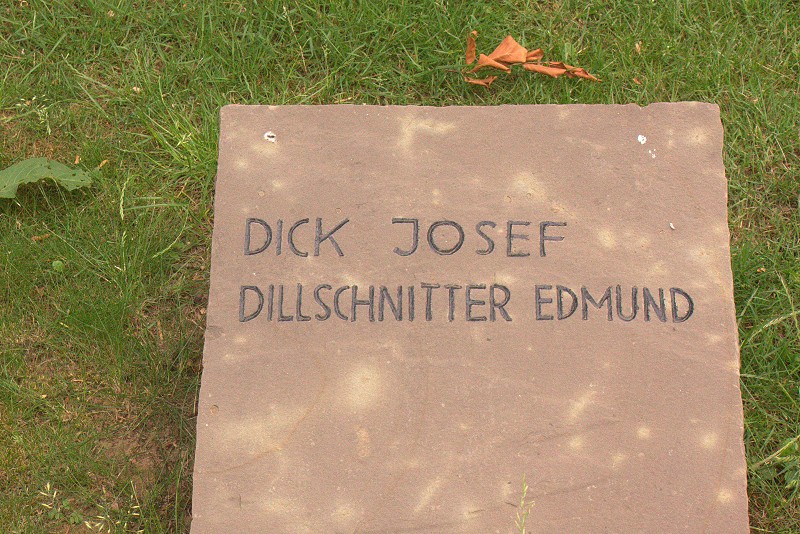 DICK JOSEF
DILLSCHNITTER EDMUND